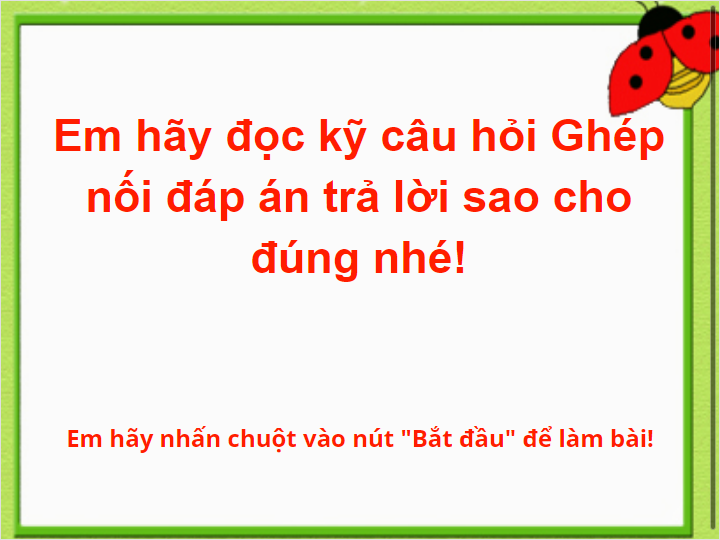 Em hãy đọc kỹ câu hỏi Ghép
nối đáp án trả lời sao cho
đúng nhé!
Em hãy nhấn chuột vào nút "Bắt đầu" để làm bài!